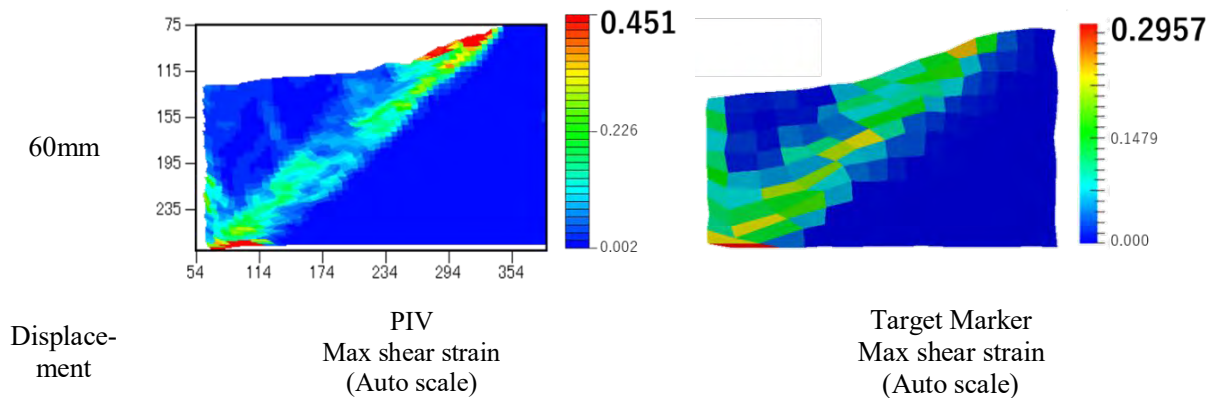 75
115
155
195
235
54 114 174 234 294 354
0.451
0.226
0.002
0.2957
0.1479
0.000
60mm
Displace-
ment
PIV
Max shear strain
(Auto scale)
Target Marker
Max shear strain
(Auto scale)